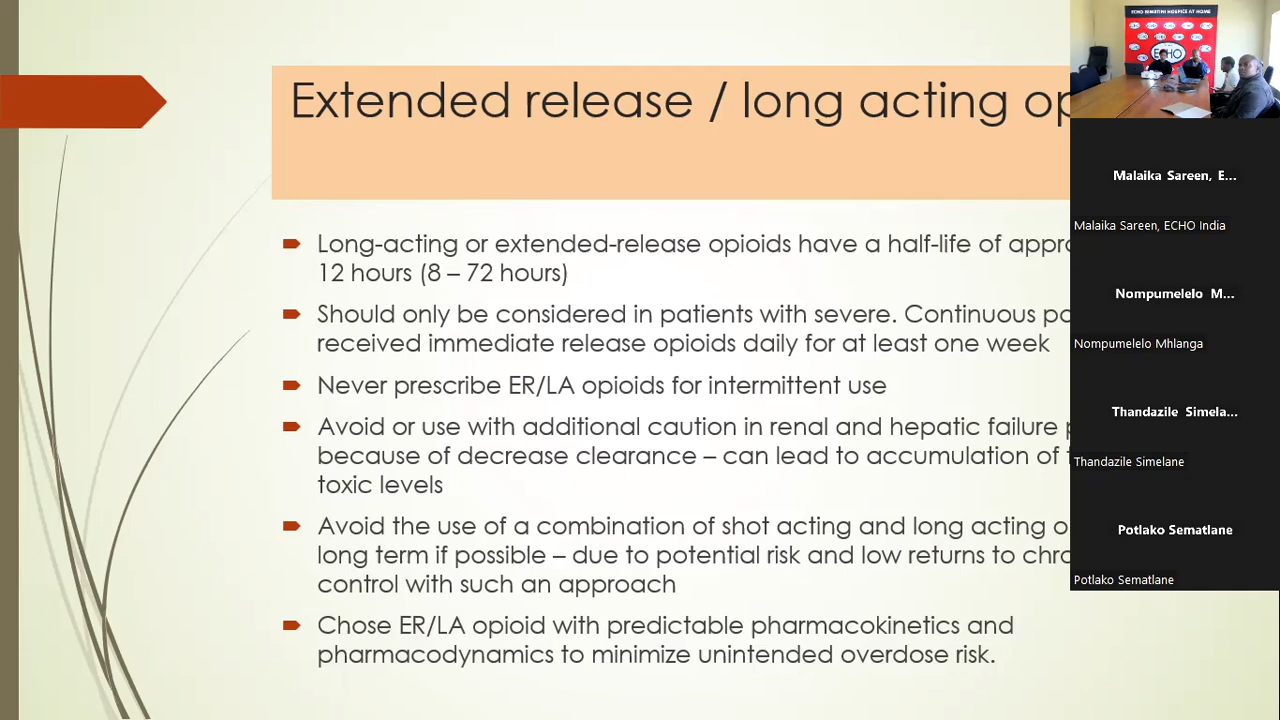 Extended release / long acting
Long-acting or extended-release opioids have a half-life of
12 hours (8 – 72 hours)
Should only be considered in patients with severe. Continuous
received immediate release opioids daily for at least one week
Never prescribe ER/LA opioids for intermittent use
Avoid or use with additional caution in renal and hepatic failure
because of decrease clearance – can lead to accumulation of
toxic levels
Avoid the use of a combination of shot acting and long acting
long term if possible – due to potential risk and low returns to
control with such an approach
Chose ER/LA opioid with predictable pharmacokinetics and
pharmacodynamics to minimize unintended overdose risk.
ECHO ESWATINI HOSPICE AT HOME
ECHO
Malaika Sareen, E...
Malaika Sareen, ECHO India
Nompumelelo M...
Nompumelelo Mhlanga
Thandazile Simela...
Thandazile Simelane
Potlako Sematlane
Potlako Sematlane